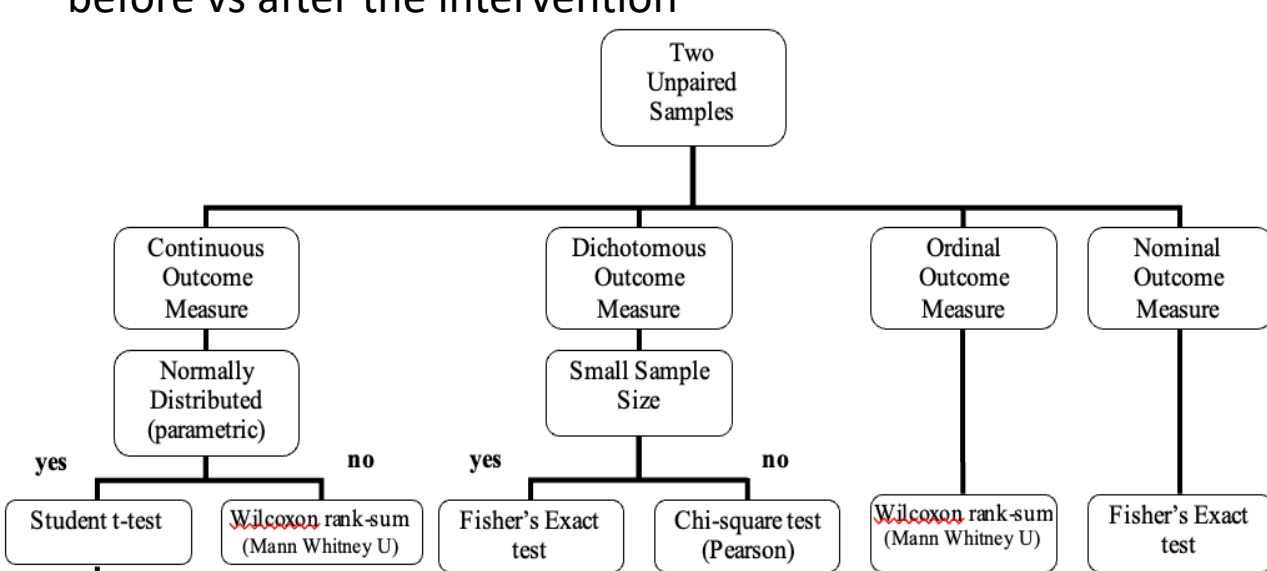 before vs after the intervention
Two
Unpaired
Samples
Continuous
Outcome
Measure
Dichotomous
Outcome
Measure
Ordinal
Outcome
Measure
Nominal
Outcome
Measure
Normally
Distributed
(parametric)
Small Sample
Size
yes
no
yes
no
Student t-test
Wilcoxon rank-sum
(Mann Whitney U)
Fisher's Exact
test
Chi-square test
(Pearson)
Wilcoxon rank-sum
(Mann Whitney U)
Fisher's Exact
test